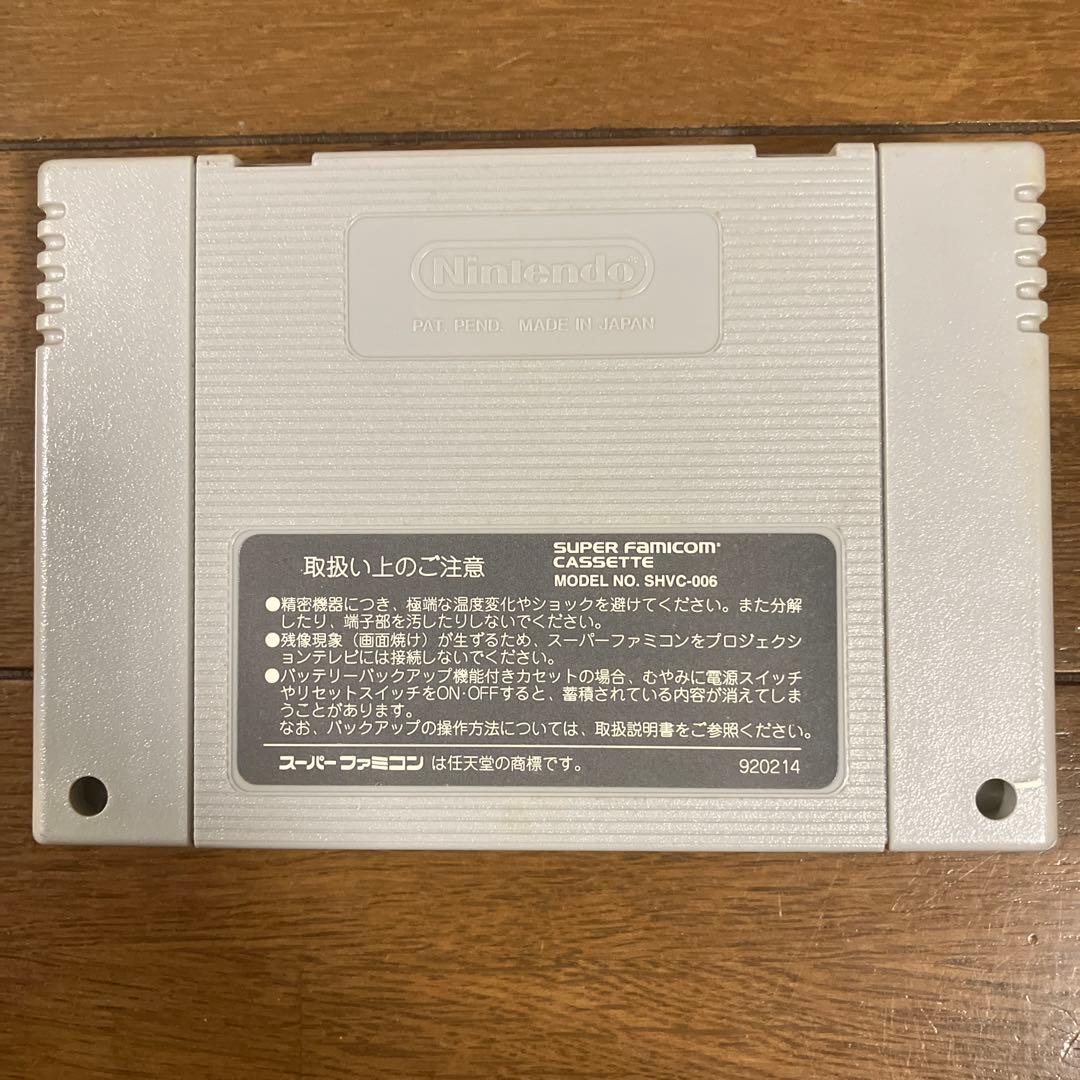 Nintendo®
PAT. PEND. MADE IN JAPAN
取扱い上のご注意
SUPER FAMICOM®
CASSETTE
MODEL NO. SHVC-006
●精密機器につき、極端な温度変化やショックを避けてください。また分解
したり、端子部を汚したりしないでください。
●残像現象（画面焼け）が生ずるため、スーパーファミコンをプロジェクシ
ョンテレビには接続しないでください。
●バッテリーバックアップ機能付きカセットの場合、むやみに電源スイッチ
やリセットスイッチをON・OFFすると、蓄積されている内容が消えてしま
うことがあります。
なお、バックアップの操作方法については、取扱説明書をご参照ください。
スーパーファミコン は任天堂の商標です。
920214